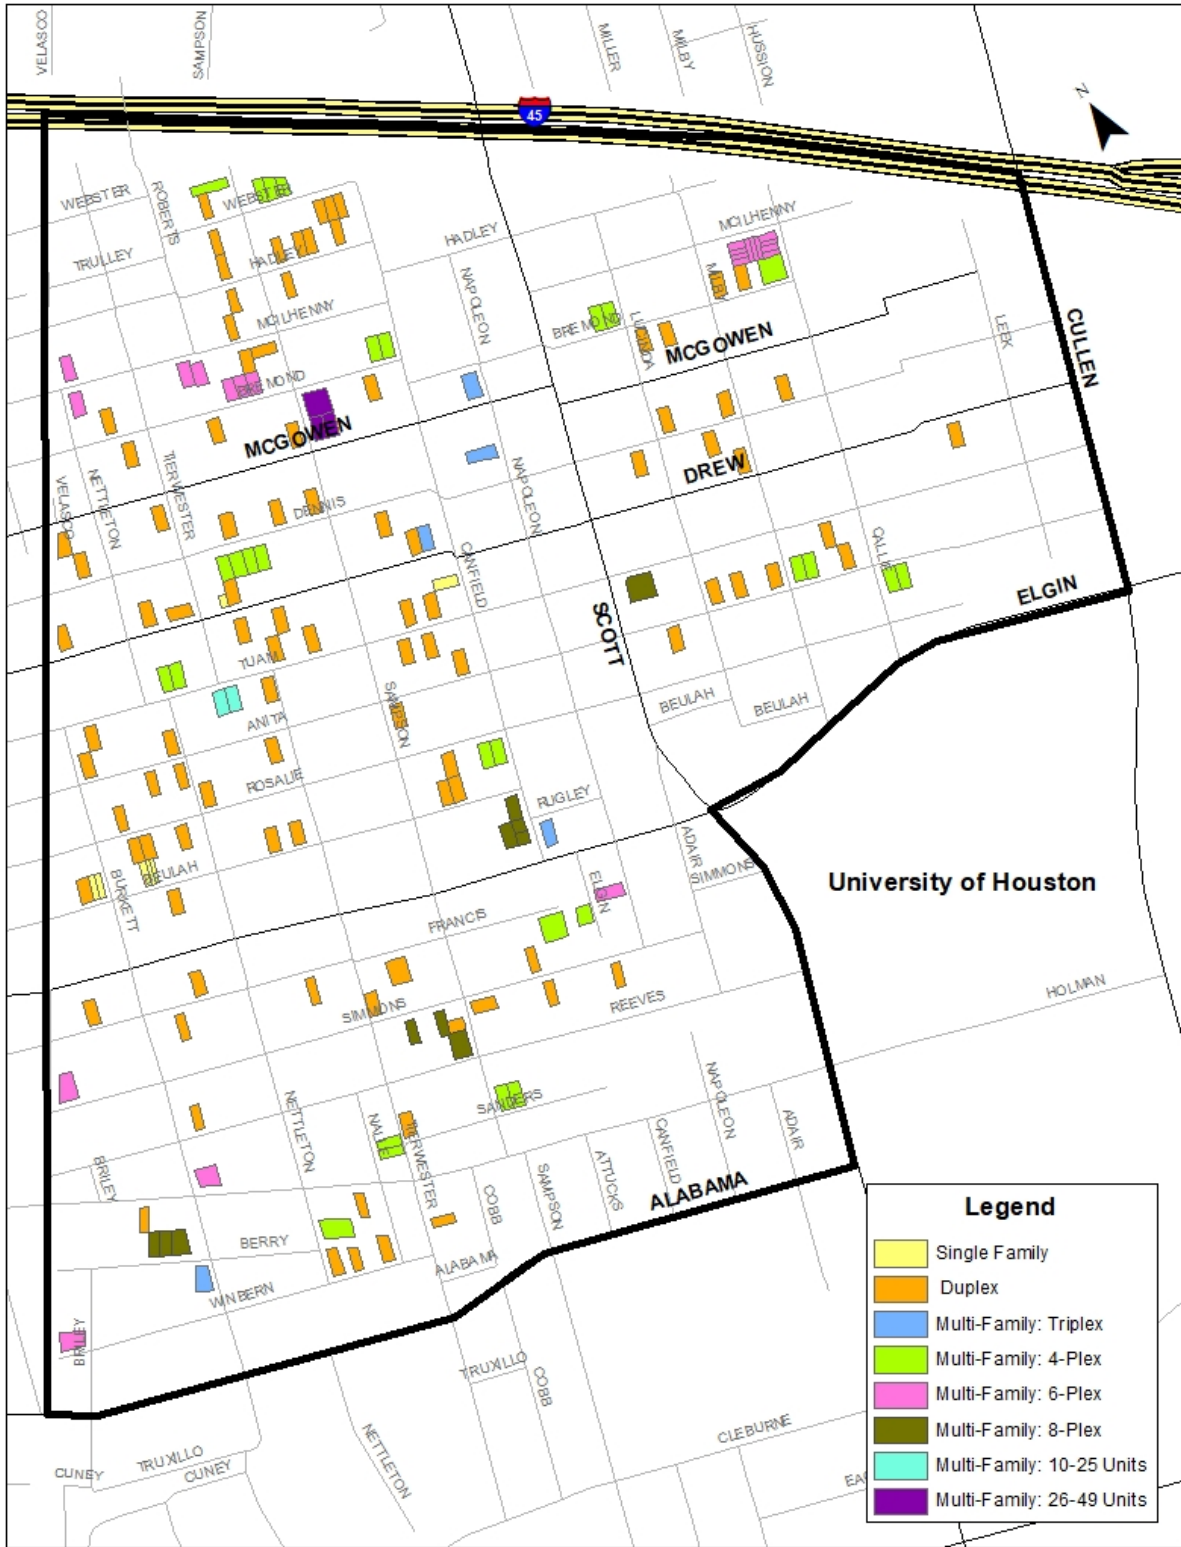 VELASCO
SAMPSON
MILLER
MILBY
HUSSION
45
N
WEBSTER
ROBERTS
WEBSTER
MCILHENNY
TRULLEY
HADLEY
HADLEY
MILBY
NAPOLEON
MCILHENNY
BREMOND
LUCINDA
MCGOWEN
LEEK
CULLEN
BREMOND
MCGOWEN
TIERWESTER
NETTLETON
VELASCO
NAPOLEON
DREW
DENNIS
CANFIELD
CALLIE
SCOTT
ELGIN
TUAM
ANITA
SAMPSON
BEULAH
BEULAH
ROSALIE
RUGLEY
BEULAH
BURKETT
ADAIR
SIMMONS
University of Houston
ELGIN
FRANCIS
SIMMONS
REEVES
HOLMAN
NETTLETON
NALLE
TIERWESTER
SANDERS
NAPOLEON
ADAIR
CANFIELD
ATTUCKS
SAMPSON
COBB
BRILEY
ALABAMA
BERRY
ALABAMA
WINBERN
BRILEY
TRUXILLO
COBB
NETTLETON
CLEBURNE
TRUXILLO
CUNEY
CUNEY
EAG
Legend
Single Family
Duplex
Multi-Family: Triplex
Multi-Family: 4-Plex
Multi-Family: 6-Plex
Multi-Family: 8-Plex
Multi-Family: 10-25 Units
Multi-Family: 26-49 Units